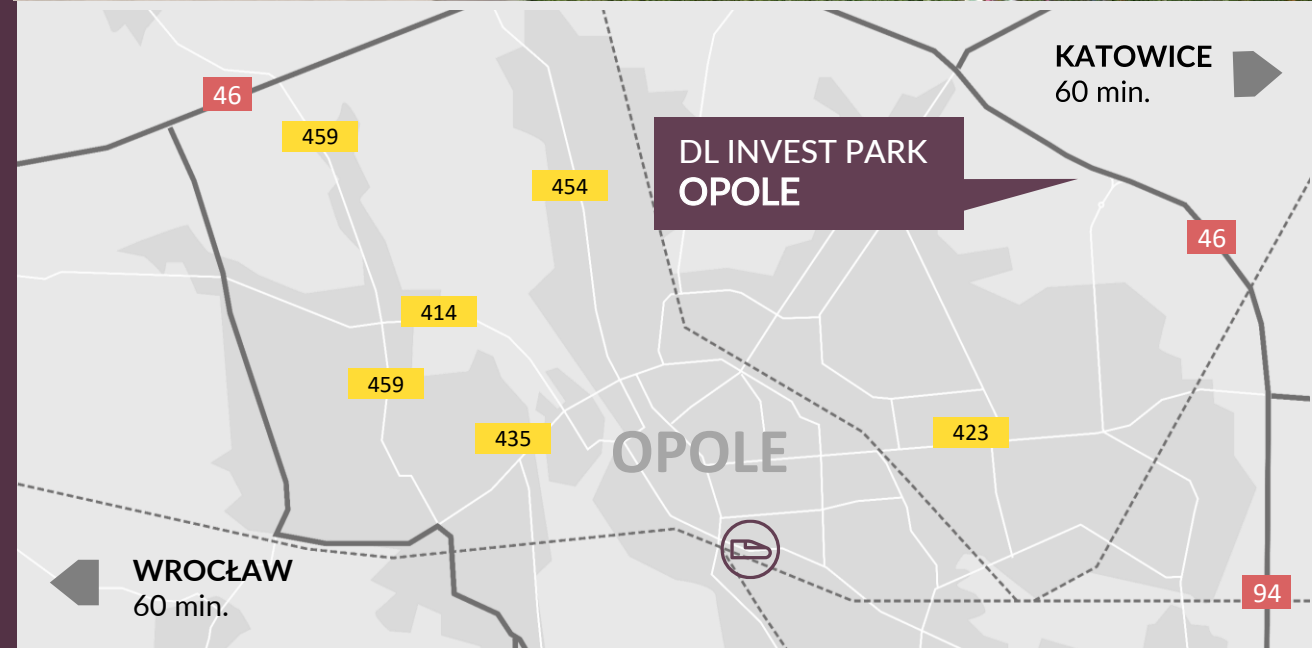 KATOWICE
60 min.
46
459
DL INVEST PARK
OPOLE
454
46
414
459
435
OPOLE
423
WROCŁAW
60 min.
94